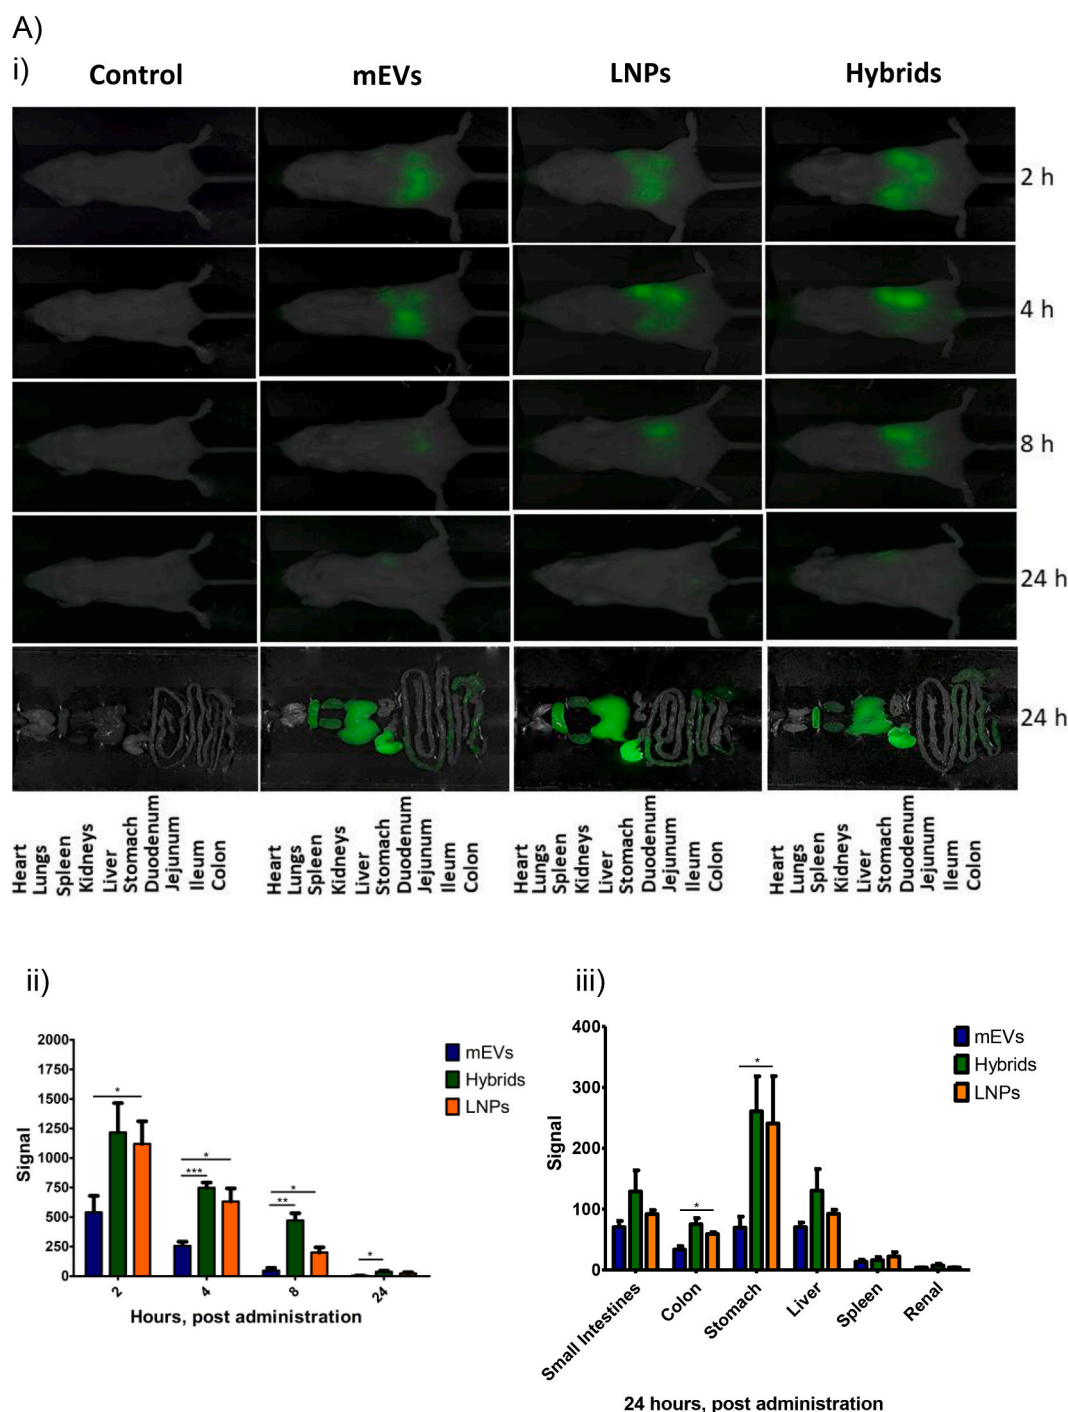 A)
i)
Control mEVs LNPs Hybrids
2 h
4 h
8 h
24 h
24 h
Heart Lungs Spleen Kidneys Liver Stomach Duodenum Jejunum Ileum Colon
Heart Lungs Spleen Kidneys Liver Stomach Duodenum Jejunum Ileum Colon
Heart Lungs Spleen Kidneys Liver Stomach Duodenum Jejunum Ileum Colon
Heart Lungs Spleen Kidneys Liver Stomach Duodenum Jejunum Ileum Colon
ii)
Signal
2000
1750
1500
1250
1000
750
500
250
0
*
*
***
*
**
*
2 4 8 24
Hours, post administration
mEVs
Hybrids
LNPs
iii)
Signal
400
300
200
100
0
*
*
Small Intestines Colon Stomach Liver Spleen Renal
24 hours, post administration
mEVs
Hybrids
LNPs